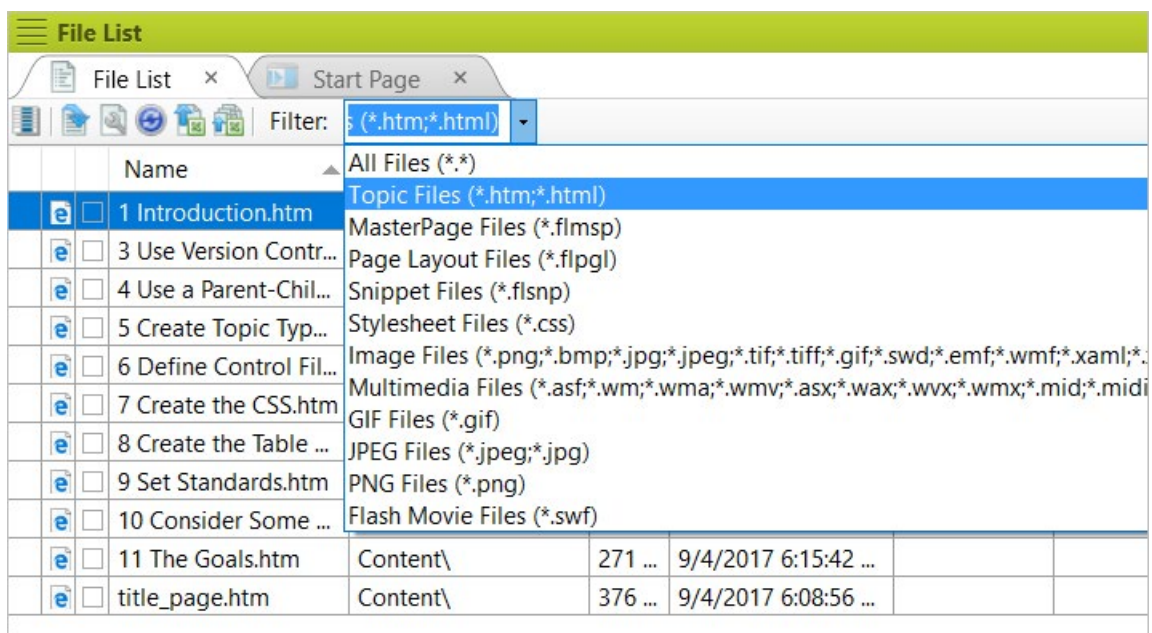 File List
File List × Start Page ×
Filter: s (*.htm;*.html)
Name
All Files (*.*)
Topic Files (*.htm;*.html)
MasterPage Files (*.flmsp)
Page Layout Files (*.flpgl)
Snippet Files (*.flsnp)
Stylesheet Files (*.css)
Image Files (*.png;*.bmp;*.jpg;*.jpeg;*.tif;*.tiff;*.gif;*.swd;*.emf;*.wmf;*.xaml;*.
Multimedia Files (*.asf;*.wm;*.wma;*.wmv;*.asx;*.wax;*.wvx;*.wmx;*.mid;*.midi
GIF Files (*.gif)
JPEG Files (*.jpeg;*.jpg)
PNG Files (*.png)
Flash Movie Files (*.swf)
1 Introduction.htm
3 Use Version Contr...
4 Use a Parent-Chil...
5 Create Topic Typ...
6 Define Control Fil...
7 Create the CSS.htm
8 Create the Table ...
9 Set Standards.htm
10 Consider Some ...
11 The Goals.htm Content\ 271 ... 9/4/2017 6:15:42 ...
title_page.htm Content\ 376 ... 9/4/2017 6:08:56 ...